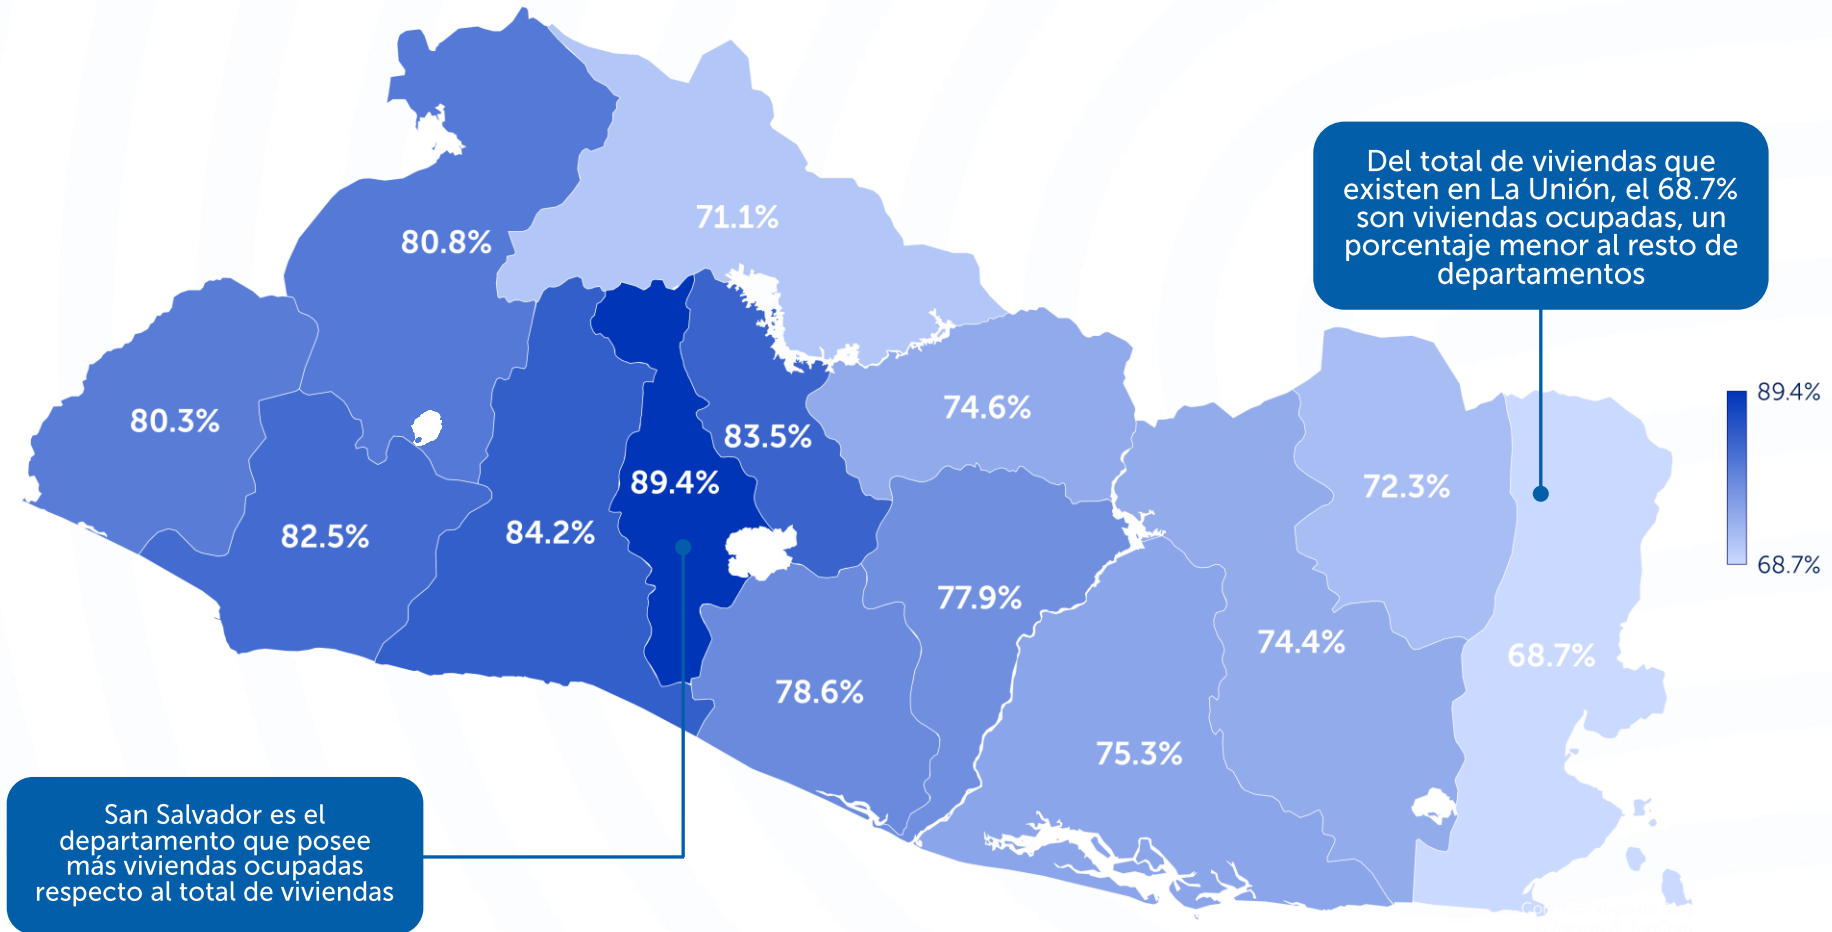 Del total de viviendas que
existen en La Unión, el 68.7%
son viviendas ocupadas, un
porcentaje menor al resto de
departamentos
71.1%
80.8%
89.4%
68.7%
80.3%
74.6%
83.5%
89.4%
72.3%
82.5%
84.2%
77.9%
74.4%
68.7%
78.6%
75.3%
San Salvador es el
departamento que posee
más viviendas ocupadas
respecto al total de viviendas